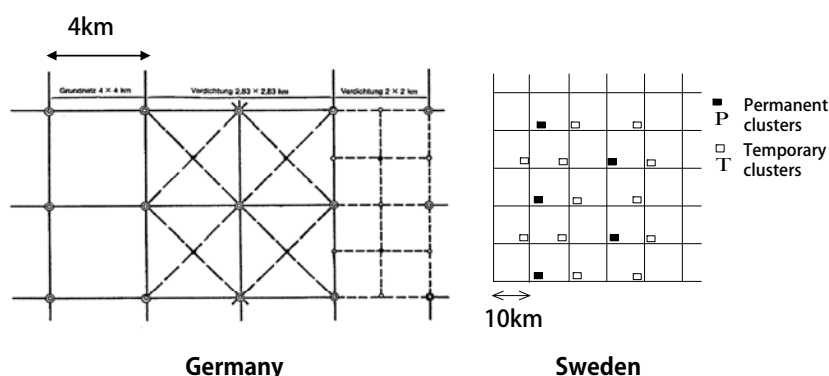 4km
Grundnetz 4 × 4 km
Verdichtung 2,83 × 2,83 km
Verdichtung 2 × 2 km
Permanent
P clusters
Temporary
T clusters
10km
Germany
Sweden